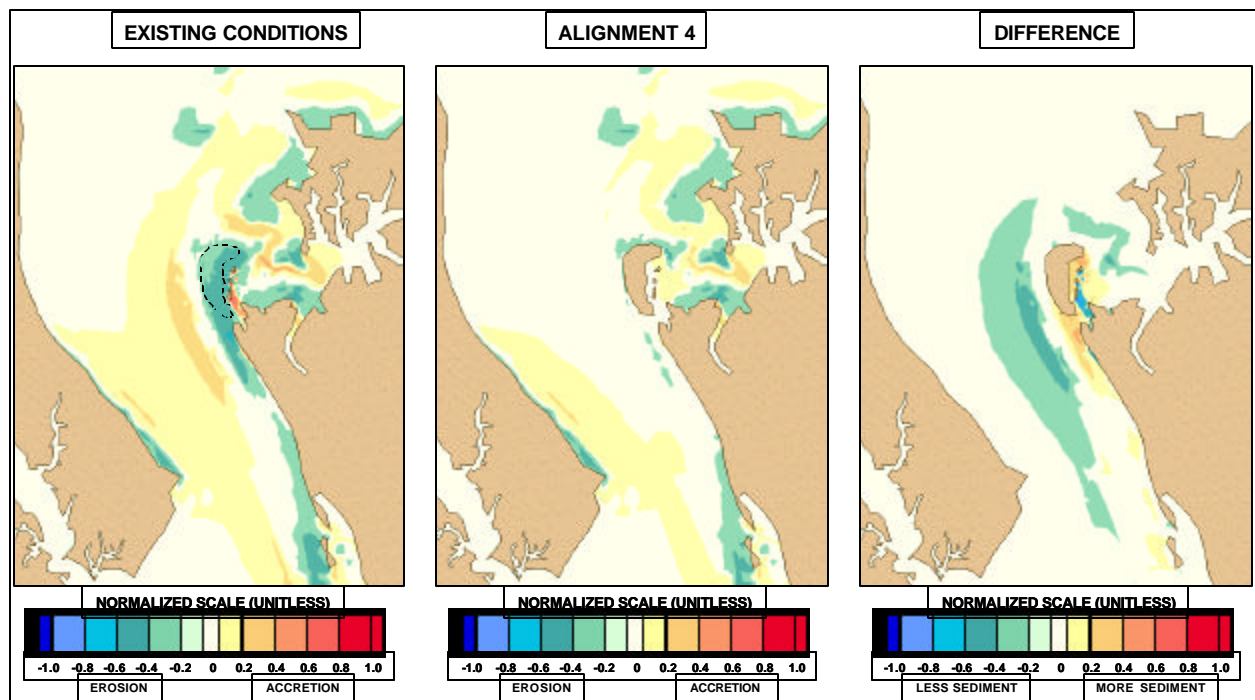 EXISTING CONDITIONS
ALIGNMENT 4
DIFFERENCE
NORMALIZED SCALE (UNITLESS)
-1.0 -0.8 -0.6 -0.4 -0.2 0 0.2 0.4 0.6 0.8 1.0
EROSION ACCRETION
NORMALIZED SCALE (UNITLESS)
-1.0 -0.8 -0.6 -0.4 -0.2 0 0.2 0.4 0.6 0.8 1.0
EROSION ACCRETION
NORMALIZED SCALE (UNITLESS)
-1.0 -0.8 -0.6 -0.4 -0.2 0 0.2 0.4 0.6 0.8 1.0
LESS SEDIMENT MORE SEDIMENT